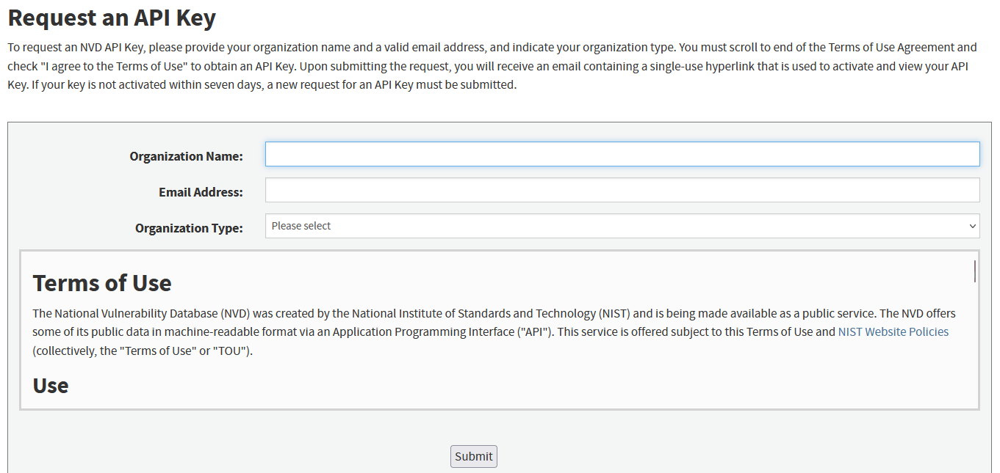 Request an API Key
To request an NVD API Key, please provide your organization name and a valid email address, and indicate your organization type. You must scroll to end of the Terms of Use Agreement and
check "I agree to the Terms of Use" to obtain an API Key. Upon submitting the request, you will receive an email containing a single-use hyperlink that is used to activate and view your API
Key. If your key is not activated within seven days, a new request for an API Key must be submitted.
Organization Name:
Email Address:
Organization Type: Please select
Terms of Use
The National Vulnerability Database (NVD) was created by the National Institute of Standards and Technology (NIST) and is being made available as a public service. The NVD offers
some of its public data in machine-readable format via an Application Programming Interface ("API"). This service is offered subject to this Terms of Use and NIST Website Policies
(collectively, the "Terms of Use" or "TOU").
Use
Submit